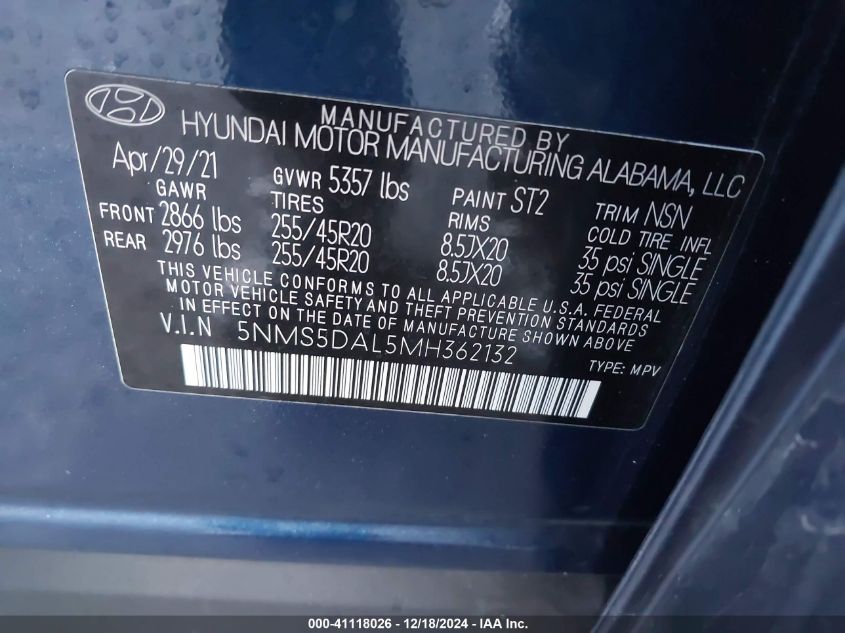 MANUFACTURED BY
HYUNDAI MOTOR MANUFACTURING ALABAMA, LLC
Apr/29/21 GVWR 5357 lbs PAINT ST2 TRIM NSN
GAWR TIRES RIMS COLD TIRE INFL
FRONT 2866 lbs 255/45R20 8.5JX20 35 psi SINGLE
REAR 2976 lbs 255/45R20 8.5JX20 35 psi SINGLE
THIS VEHICLE CONFORMS TO ALL APPLICABLE U.S.A. FEDERAL
MOTOR VEHICLE SAFETY AND THEFT PREVENTION STANDARDS
IN EFFECT ON THE DATE OF MANUFACTURE SHOWN ABOVE
V.I.N 5NMS5DAL5MH362132
TYPE: MPV
000-41118026 - 12/18/2024 - IAA Inc.